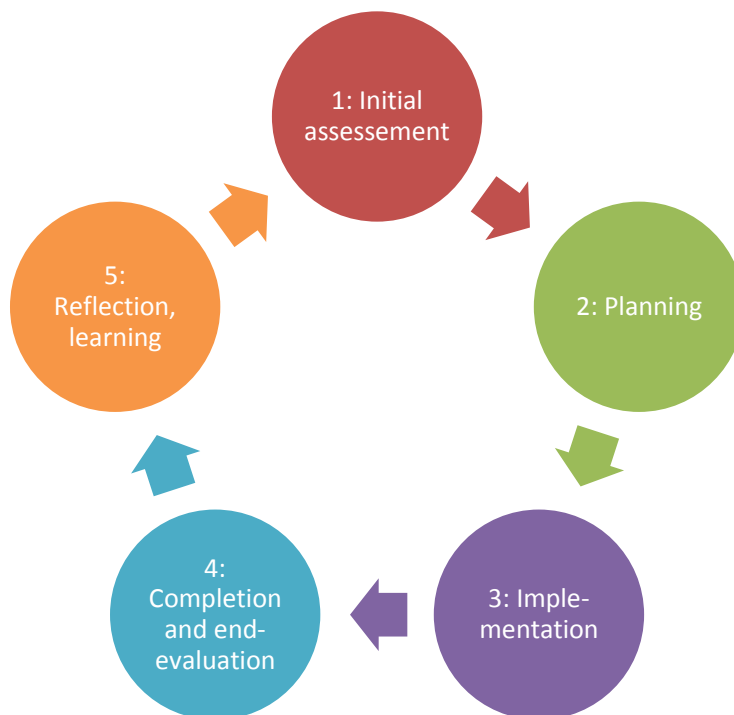 1: Initial
assessement
2: Planning
3: Imple-
mentation
4:
Completion
and end-
evaluation
5:
Reflection,
learning